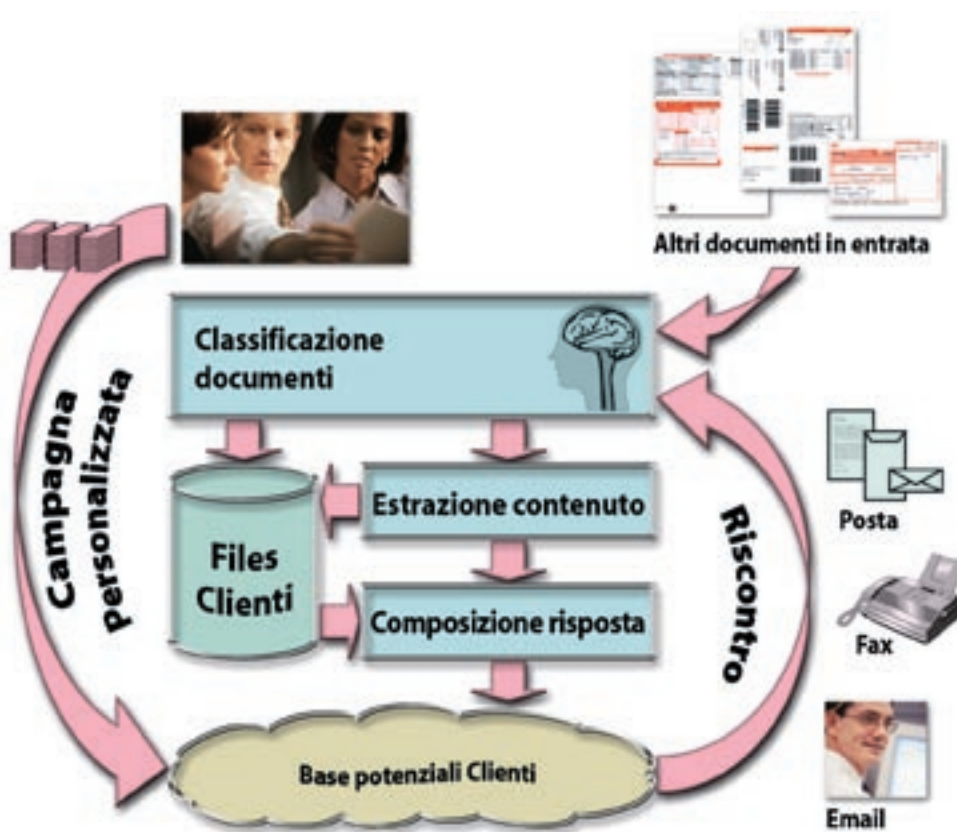 Altri documenti in entrata
Classificazione
documenti
Campagna
personalizzata
Estrazione contenuto
Files
Clienti
Composizione risposta
Riscontro
Posta
Fax
Base potenziali Clienti
Email